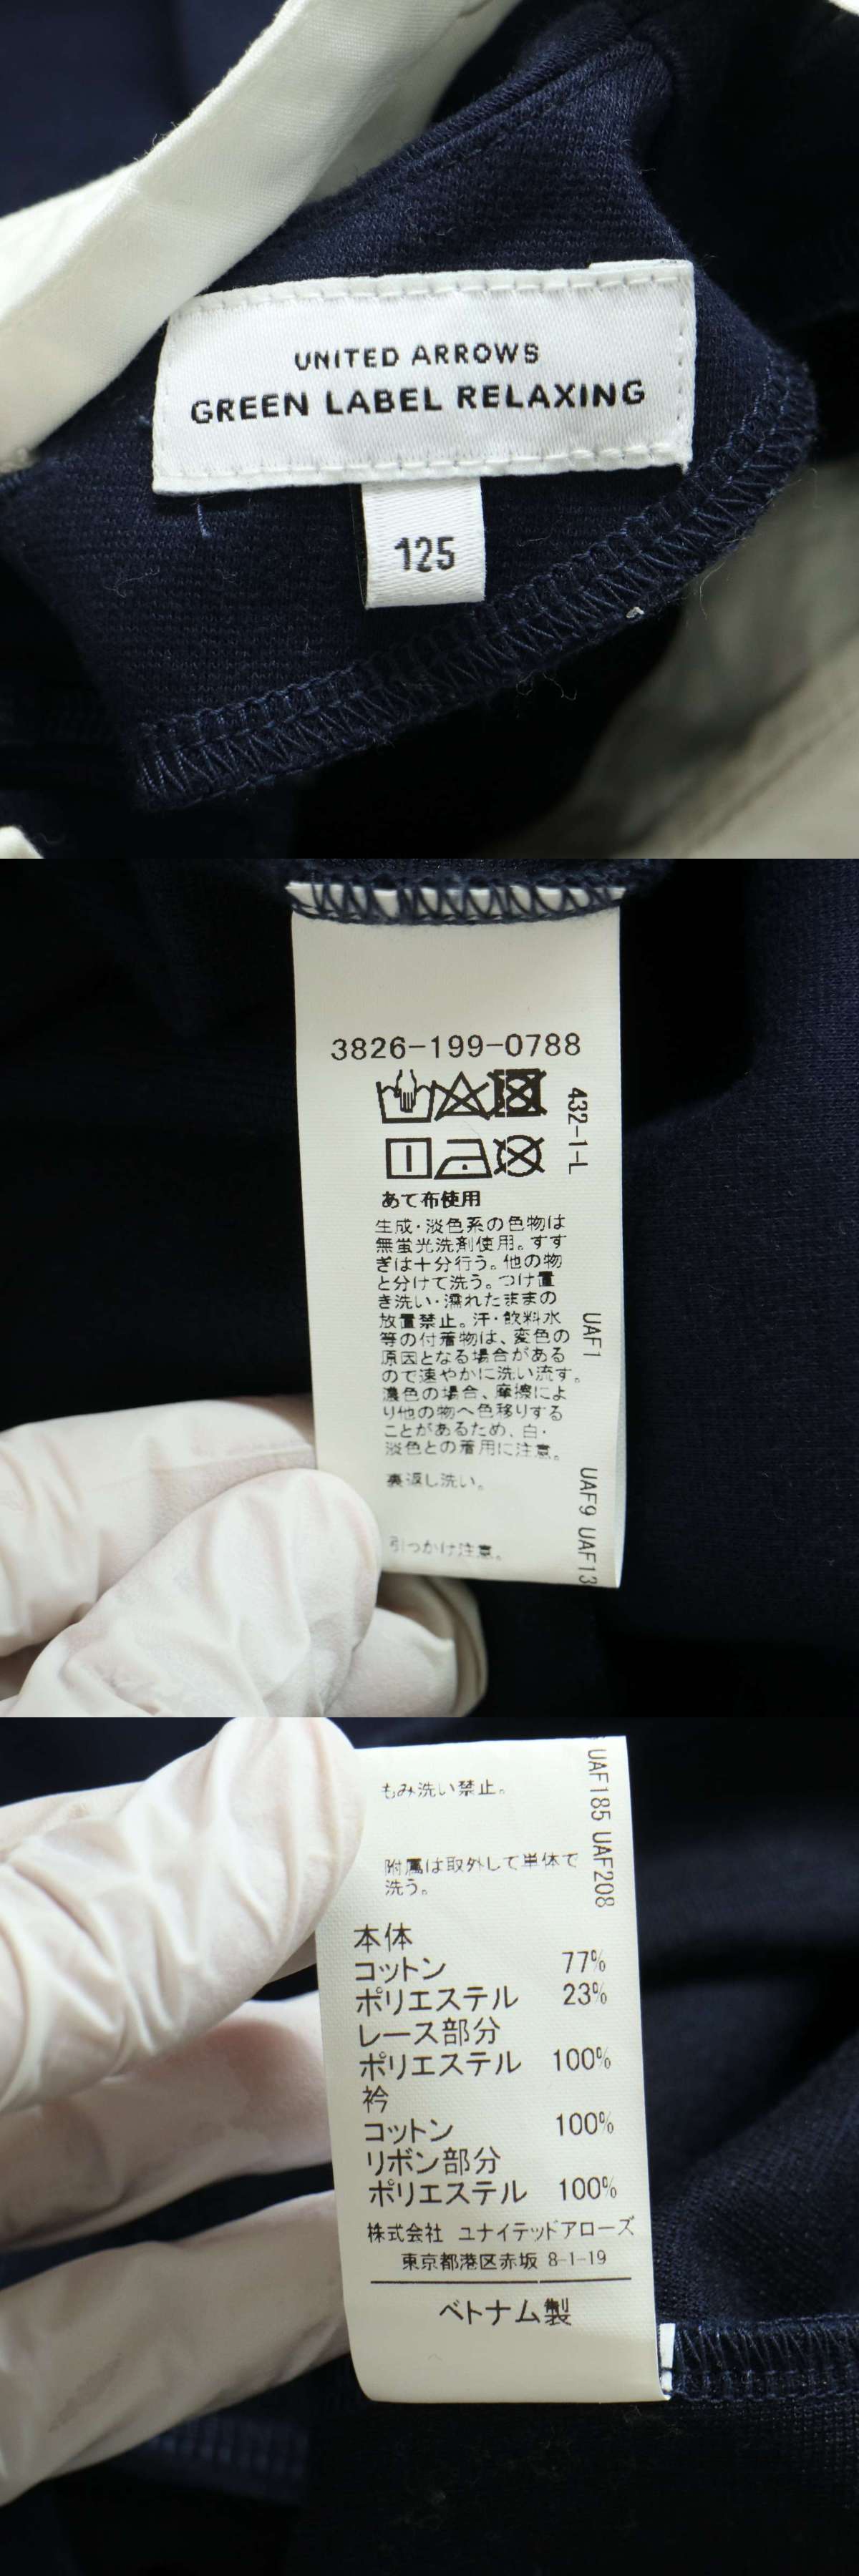 UNITED ARROWS
GREEN LABEL RELAXING
125
3826-199-0788
432-1-L
あて布使用
生成・淡色系の色物は
無蛍光洗剤使用。すす
ぎは十分行う。他の物
と分けて洗う。つけ置
き洗い・濡れたままの
放置禁止。汗・飲料水
等の付着物は、変色の
原因となる場合がある
ので速やかに洗い流す。
濃色の場合、摩擦によ
り他の物へ色移りする
ことがあるため、白・
淡色との着用に注意。
UAF1
裏返し洗い。
引っかけ注意。
UAF9 UAF13
もみ洗い禁止。
UAF185 UAF208
附属は取外して単体で
洗う。
本体
コットン 77%
ポリエステル 23%
レース部分
ポリエステル 100%
衿
コットン 100%
リボン部分
ポリエステル 100%
株式会社 ユナイテッドアローズ
東京都港区赤坂 8-1-19
ベトナム製